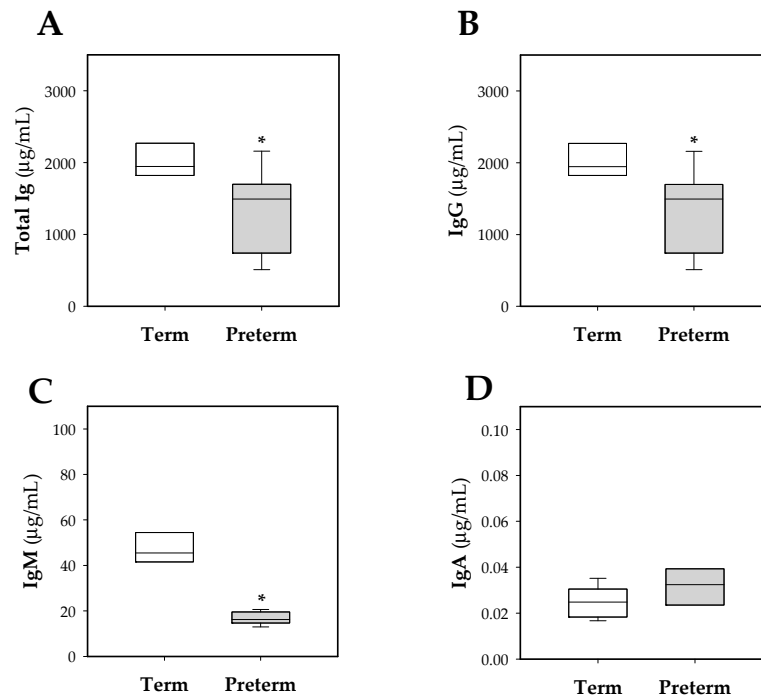 A
Total Ig (µg/mL)
3000
2000
1000
0
*
Term Preterm
B
IgG (µg/mL)
3000
2000
1000
0
*
Term Preterm
C
IgM (µg/mL)
100
80
60
40
20
0
*
Term Preterm
D
IgA (µg/mL)
0.10
0.08
0.06
0.04
0.02
0.00
Term Preterm